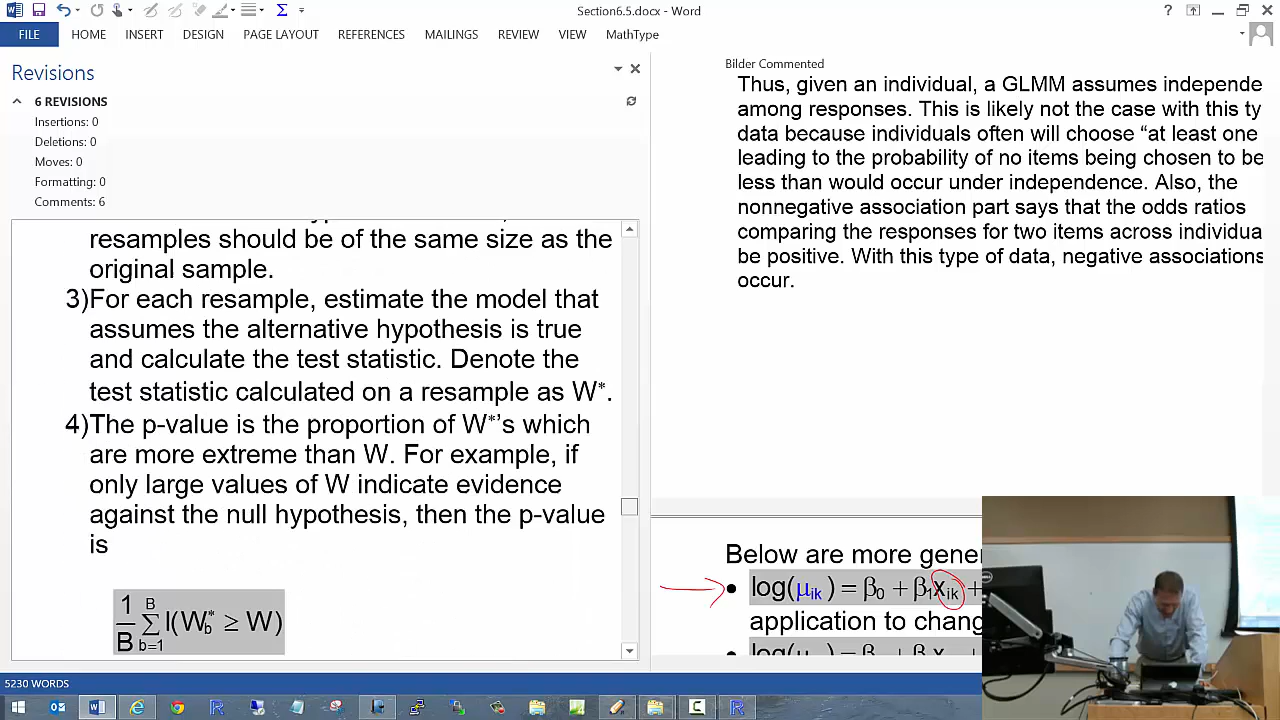 Section6.5.docx - Word
FILE HOME INSERT DESIGN PAGE LAYOUT REFERENCES MAILINGS REVIEW VIEW MathType
Revisions
6 REVISIONS
Insertions: 0
Deletions: 0
Moves: 0
Formatting: 0
Comments: 6
resamples should be of the same size as the
original sample.
3)For each resample, estimate the model that
assumes the alternative hypothesis is true
and calculate the test statistic. Denote the
test statistic calculated on a resample as W*.
4)The p-value is the proportion of W*’s which
are more extreme than W. For example, if
only large values of W indicate evidence
against the null hypothesis, then the p-value
is
1/B Σ_{b=1}^{B} I(W_b^* ≥ W)
Bilder Commented
Thus, given an individual, a GLMM assumes independe
among responses. This is likely not the case with this ty
data because individuals often will choose “at least one
leading to the probability of no items being chosen to be
less than would occur under independence. Also, the
nonnegative association part says that the odds ratios
comparing the responses for two items across individua
be positive. With this type of data, negative associations
occur.
Below are more gene
• log(μ_ik) = β_0 + β_1x_ik +
application to chang
5230 WORDS